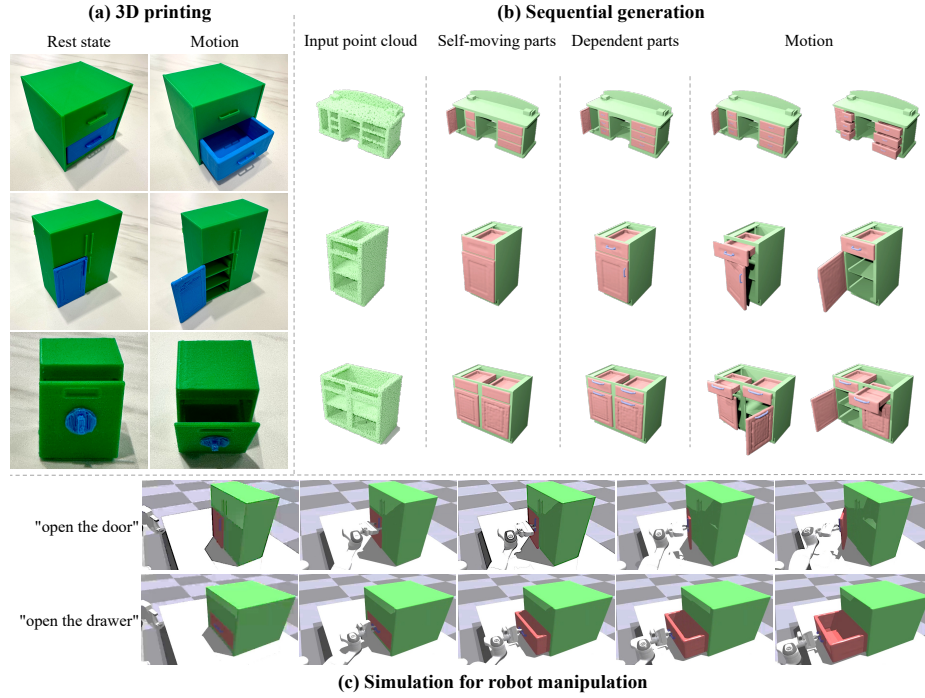 (a) 3D printing
(b) Sequential generation
Rest state
Motion
Input point cloud
Self-moving parts
Dependent parts
Motion
"open the door"
"open the drawer"
(c) Simulation for robot manipulation